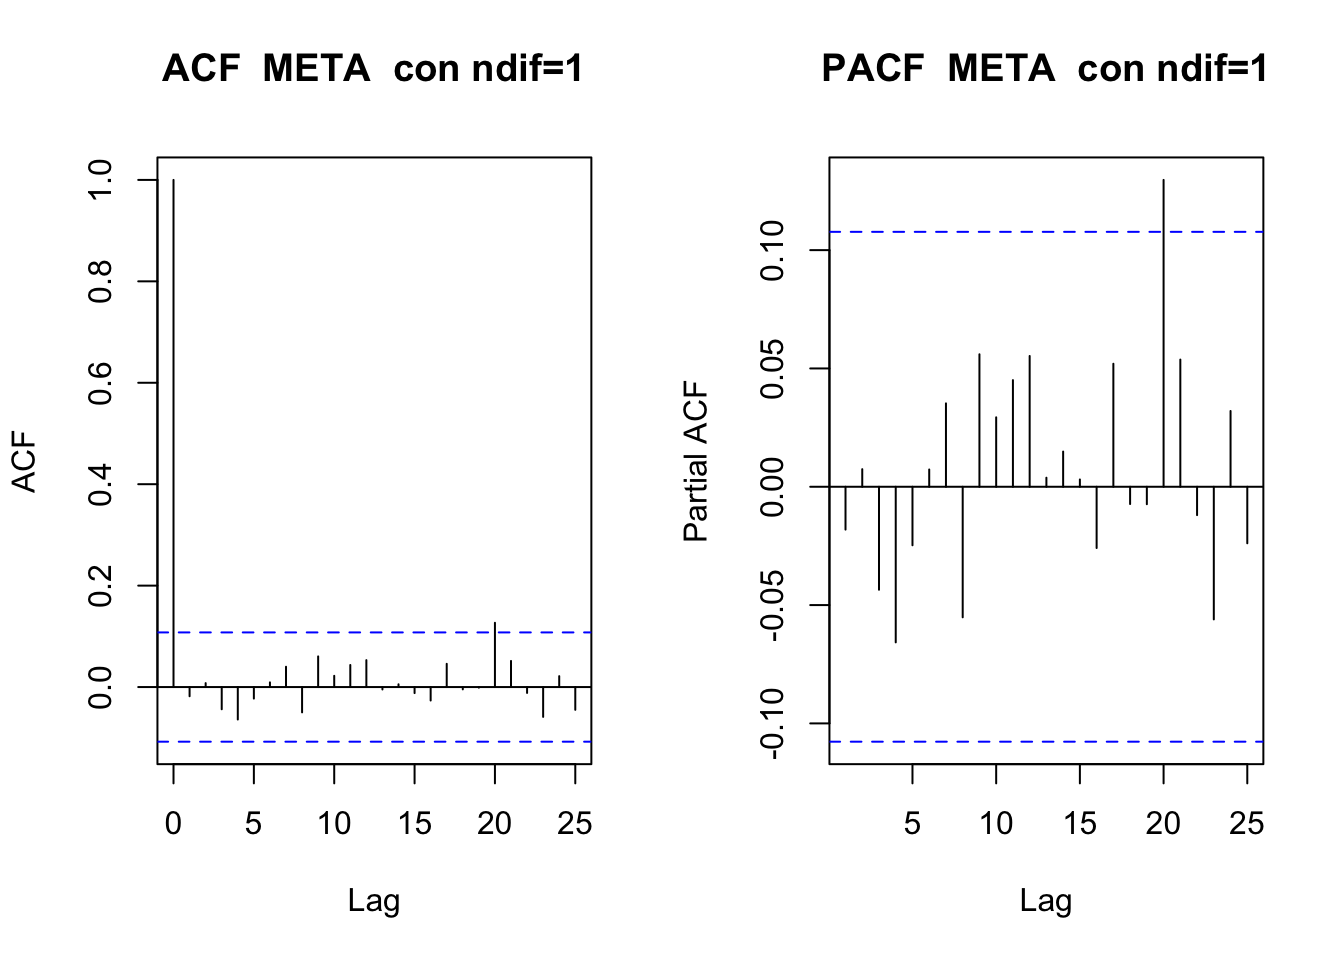 ACF  META  con ndif=1
ACF
0.0 0.2 0.4 0.6 0.8 1.0
0 5 10 15 20 25
Lag
PACF  META  con ndif=1
Partial ACF
-0.10 -0.05 0.00 0.05 0.10
5 10 15 20 25
Lag